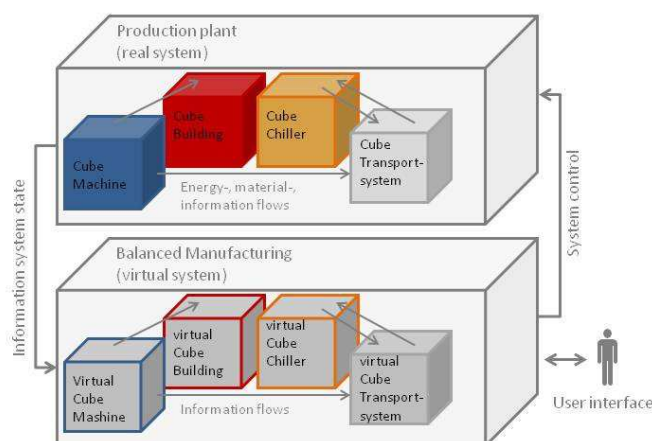 Production plant
(real system)
Cube
Building
Cube
Chiller
Cube
Machine
Cube
Transport-
system
Energy-, material-,
information flows
Information system state
System control
Balanced Manufacturing
(virtual system)
virtual
Cube
Building
virtual
Cube
Chiller
Virtual
Cube
Mashine
virtual
Cube
Transport-
system
Information flows
User interface